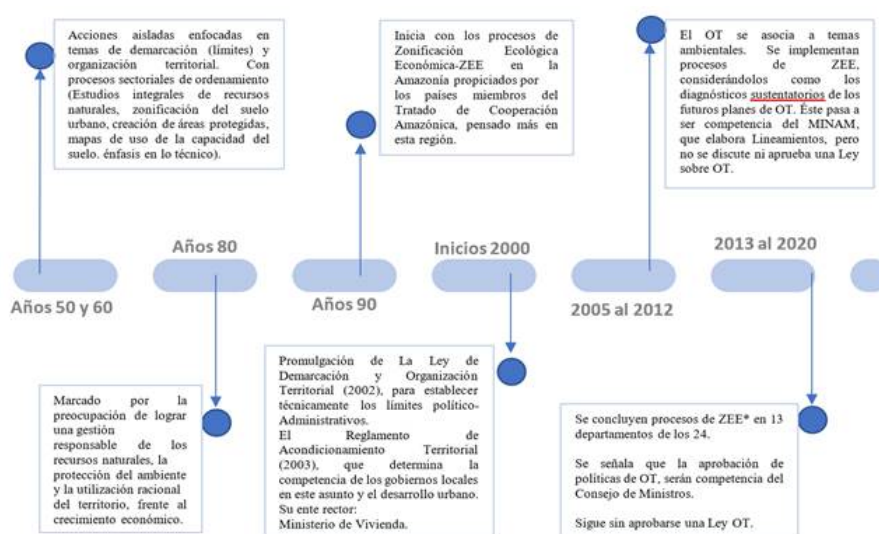 Acciones aisladas enfocadas en
temas de demarcación (límites) y
organización territorial. Con
procesos sectoriales de ordenamiento
(Estudios integrales de recursos
naturales, zonificación del suelo
urbano, creación de áreas protegidas,
mapas de uso de la capacidad del
suelo. énfasis en lo técnico).
Inicia con los procesos de
Zonificación Ecológica
Económica-ZEE en la
Amazonía propiciados por
los países miembros del
Tratado de Cooperación
Amazónica, pensado más en
esta región.
El OT se asocia a temas
ambientales. Se implementan
procesos de ZEE,
considerándolos como los
diagnósticos sustentatorios de los
futuros planes de OT. Éste pasa a
ser competencia del MINAM,
que elabora Lineamientos, pero
no se discute ni aprueba una Ley
sobre OT.
Años 50 y 60
Años 80
Años 90
Inicios 2000
2005 al 2012
2013 al 2020
Marcado por la
preocupación de lograr
una gestión
responsable de los
recursos naturales, la
protección del ambiente
y la utilización racional
del territorio, frente al
crecimiento económico.
Promulgación de La Ley de
Demarcación y Organización
Territorial (2002), para establecer
técnicamente los límites político-
Administrativos.
El Reglamento de
Acondicionamiento Territorial
(2003), que determina la
competencia de los gobiernos locales
en este asunto y el desarrollo urbano.
Su ente rector:
Ministerio de Vivienda.
Se concluyen procesos de ZEE* en 13
departamentos de los 24.
Se señala que la aprobación de
políticas de OT, serán competencia del
Consejo de Ministros.
Sigue sin aprobarse una Ley OT.